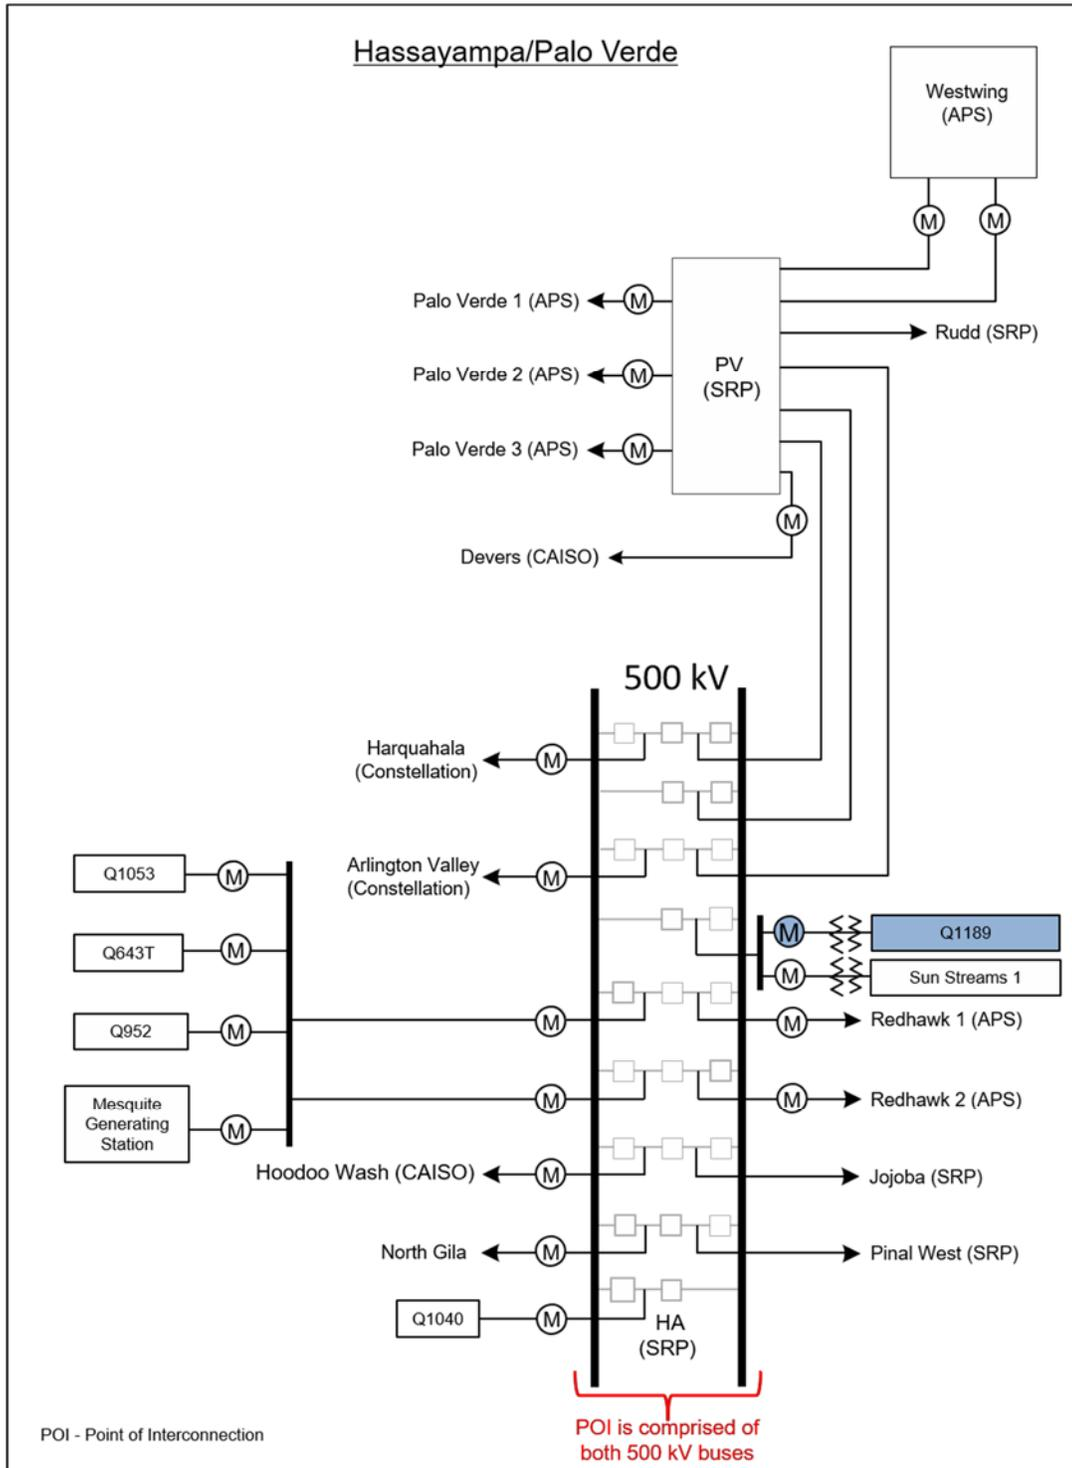 Hassayampa/Palo Verde
Westwing
(APS)
M
M
Palo Verde 1 (APS)
M
Rudd (SRP)
PV
(SRP)
Palo Verde 2 (APS)
M
Palo Verde 3 (APS)
M
M
Devers (CAISO)
500 kV
Harquahala
(Constellation)
M
Arlington Valley
(Constellation)
M
Q1053
M
M
Q1189
Q643T
M
M
Sun Streams 1
Q952
M
M
M
Redhawk 1 (APS)
Mesquite
Generating
Station
M
M
M
Redhawk 2 (APS)
Hoodoo Wash (CAISO)
M
Jojoba (SRP)
North Gila
M
Pinal West (SRP)
Q1040
M
HA
(SRP)
POI is comprised of
both 500 kV buses
POI - Point of Interconnection